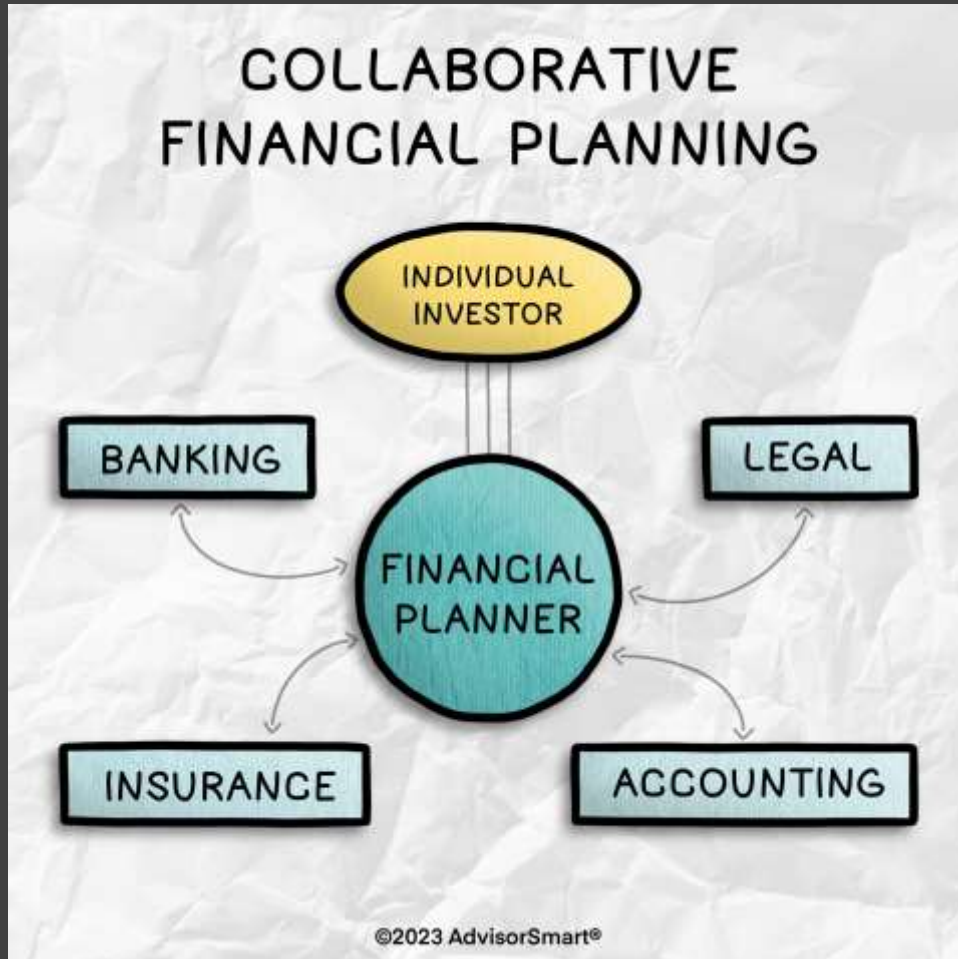 COLLABORATIVE
FINANCIAL PLANNING
INDIVIDUAL
INVESTOR
BANKING
LEGAL
FINANCIAL
PLANNER
INSURANCE
ACCOUNTING
©2023 AdvisorSmart®